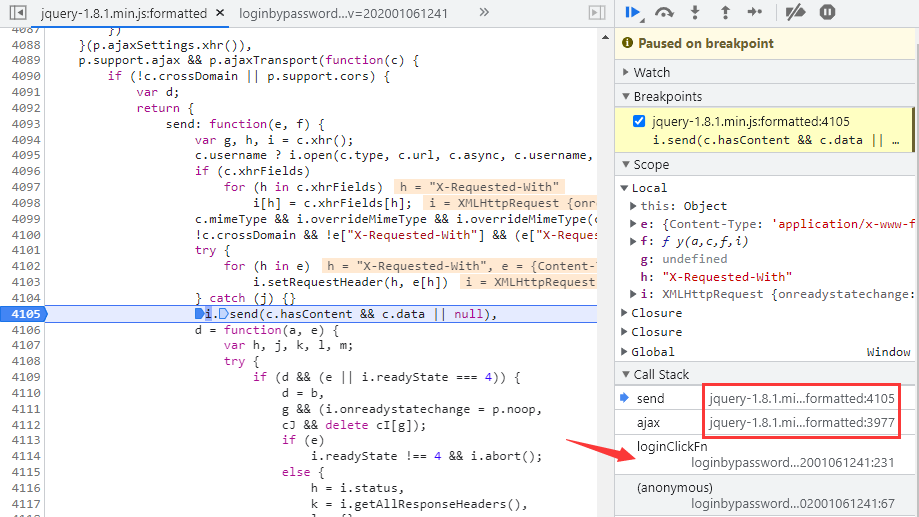 jquery-1.8.1.min.js:formatted × loginbypassword…v=202001061241 »
4087 })
4088 }(p.ajaxSettings.xhr()),
4089 p.support.ajax && p.ajaxTransport(function(c) {
4090 if (!c.crossDomain || p.support.cors) {
4091 var d;
4092 return {
4093 send: function(e, f) {
4094 var g, h, i = c.xhr();
4095 c.username ? i.open(c.type, c.url, c.async, c.username,
4096 if (c.xhrFields)
4097 for (h in c.xhrFields) h = "X-Requested-With"
4098 i[h] = c.xhrFields[h]; i = XMLHttpRequest {onres
4099 c.mimeType && i.overrideMimeType && i.overrideMimeType(c
4100 !c.crossDomain && !e["X-Requested-With"] && (e["X-Reques
4101 try {
4102 for (h in e) h = "X-Requested-With", e = {Content-T
4103 i.setRequestHeader(h, e[h]) i = XMLHttpRequest
4104 } catch (j) {}
4105 i.send(c.hasContent && c.data || null),
4106 d = function(a, e) {
4107 var h, j, k, l, m;
4108 try {
4109 if (d && (e || i.readyState === 4)) {
4110 d = b,
4111 g && (i.onreadystatechange = p.noop,
4112 cJ && delete cI[g]);
4113 if (e)
4114 i.readyState !== 4 && i.abort();
4115 else {
4116 h = i.status,
4117 k = i.getAllResponseHeaders(),
Paused on breakpoint
Watch
Breakpoints
jquery-1.8.1.min.js:formatted:4105
i.send(c.hasContent && c.data || …
Scope
Local
this: Object
e: {Content-Type: 'application/x-www-f
f: ƒ y(a,c,f,i)
g: undefined
h: "X-Requested-With"
i: XMLHttpRequest {onreadystatechange:
Closure
Closure
Global Window
Call Stack
send jquery-1.8.1.mi…formatted:4105
ajax jquery-1.8.1.mi…formatted:3977
loginClickFn
loginbypassword…2001061241:231
(anonymous)
loginbypassword…02001061241:67